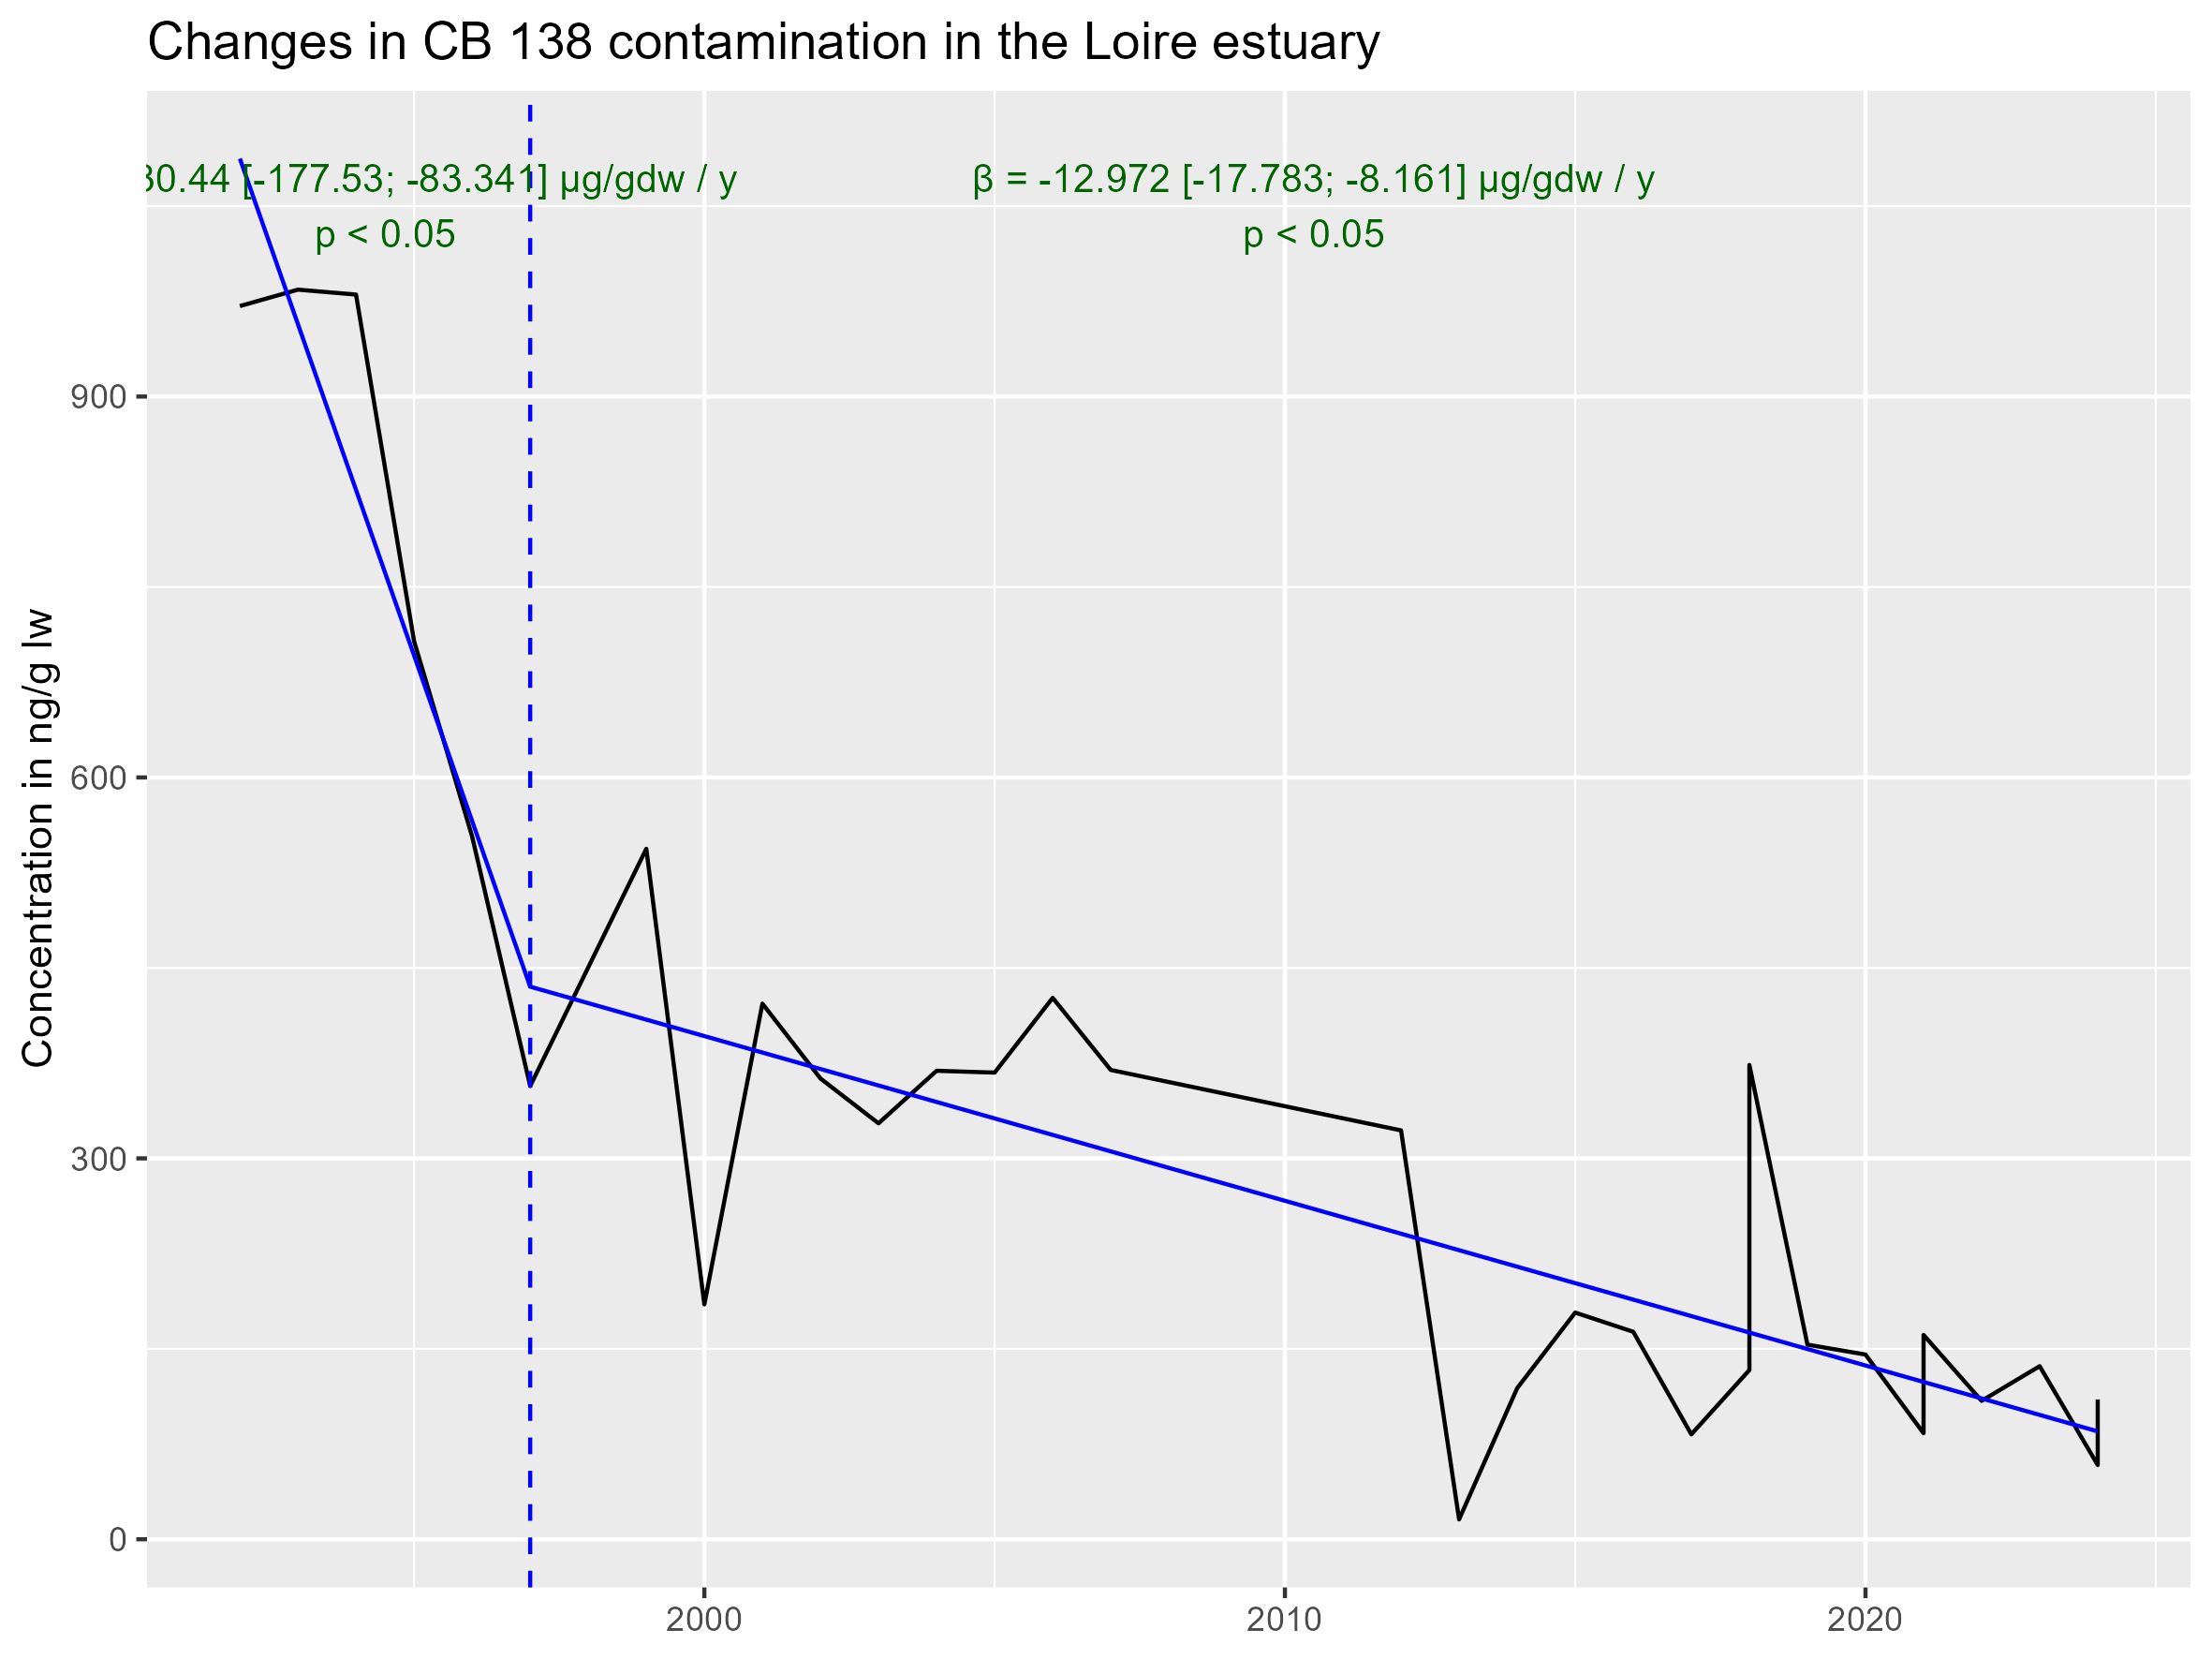 Changes in CB 138 contamination in the Loire estuary
30.44 [-177.53; -83.341] µg/gdw / y
p < 0.05
β = -12.972 [-17.783; -8.161] µg/gdw / y
p < 0.05
Concentration in ng/g lw
900
600
300
0
2000
2010
2020